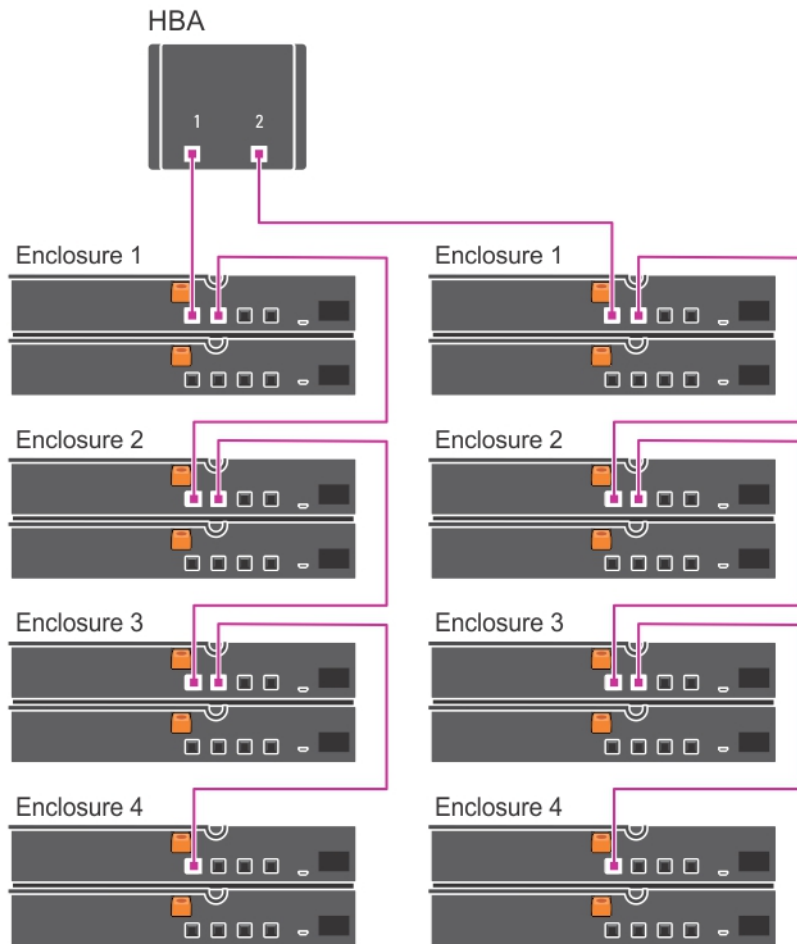 HBA
1 2
Enclosure 1 Enclosure 1
Enclosure 2 Enclosure 2
Enclosure 3 Enclosure 3
Enclosure 4 Enclosure 4